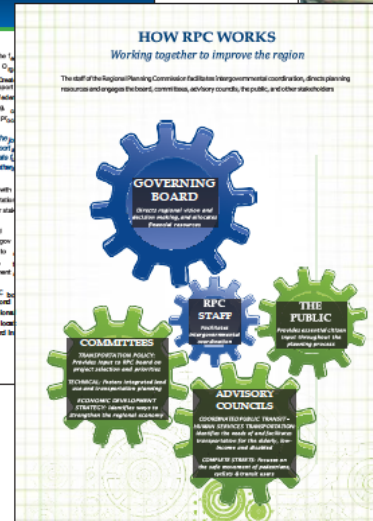 HOW RPC WORKS
Working together to improve the region
The staff of the Regional Planning Commission facilitates intergovernmental coordination, directs planning
resources and engages the board, committees, advisory councils, the public, and other stakeholders
GOVERNING
BOARD
Directs regional vision and
decision making, and allocates
financial resources
RPC
STAFF
Facilitates
intergovernmental
coordination
THE
PUBLIC
Provides essential citizen
input throughout the
planning process
COMMITTEES
TRANSPORTATION POLICY:
Provides input to RPC board on
project selection and priorities
TECHNICAL: Fosters integrated land
use and transportation planning
ECONOMIC DEVELOPMENT
STRATEGY: Identifies ways to
strengthen the regional economy
ADVISORY
COUNCILS
COORDINATED PUBLIC TRANSIT–
HUMAN SERVICES TRANSPORTATION
Identifies the needs of and facilitates
transportation for the elderly, low-
income and disabled
COMPLETE STREETS: Focuses on
the safe movement of pedestrians,
cyclists & transit users